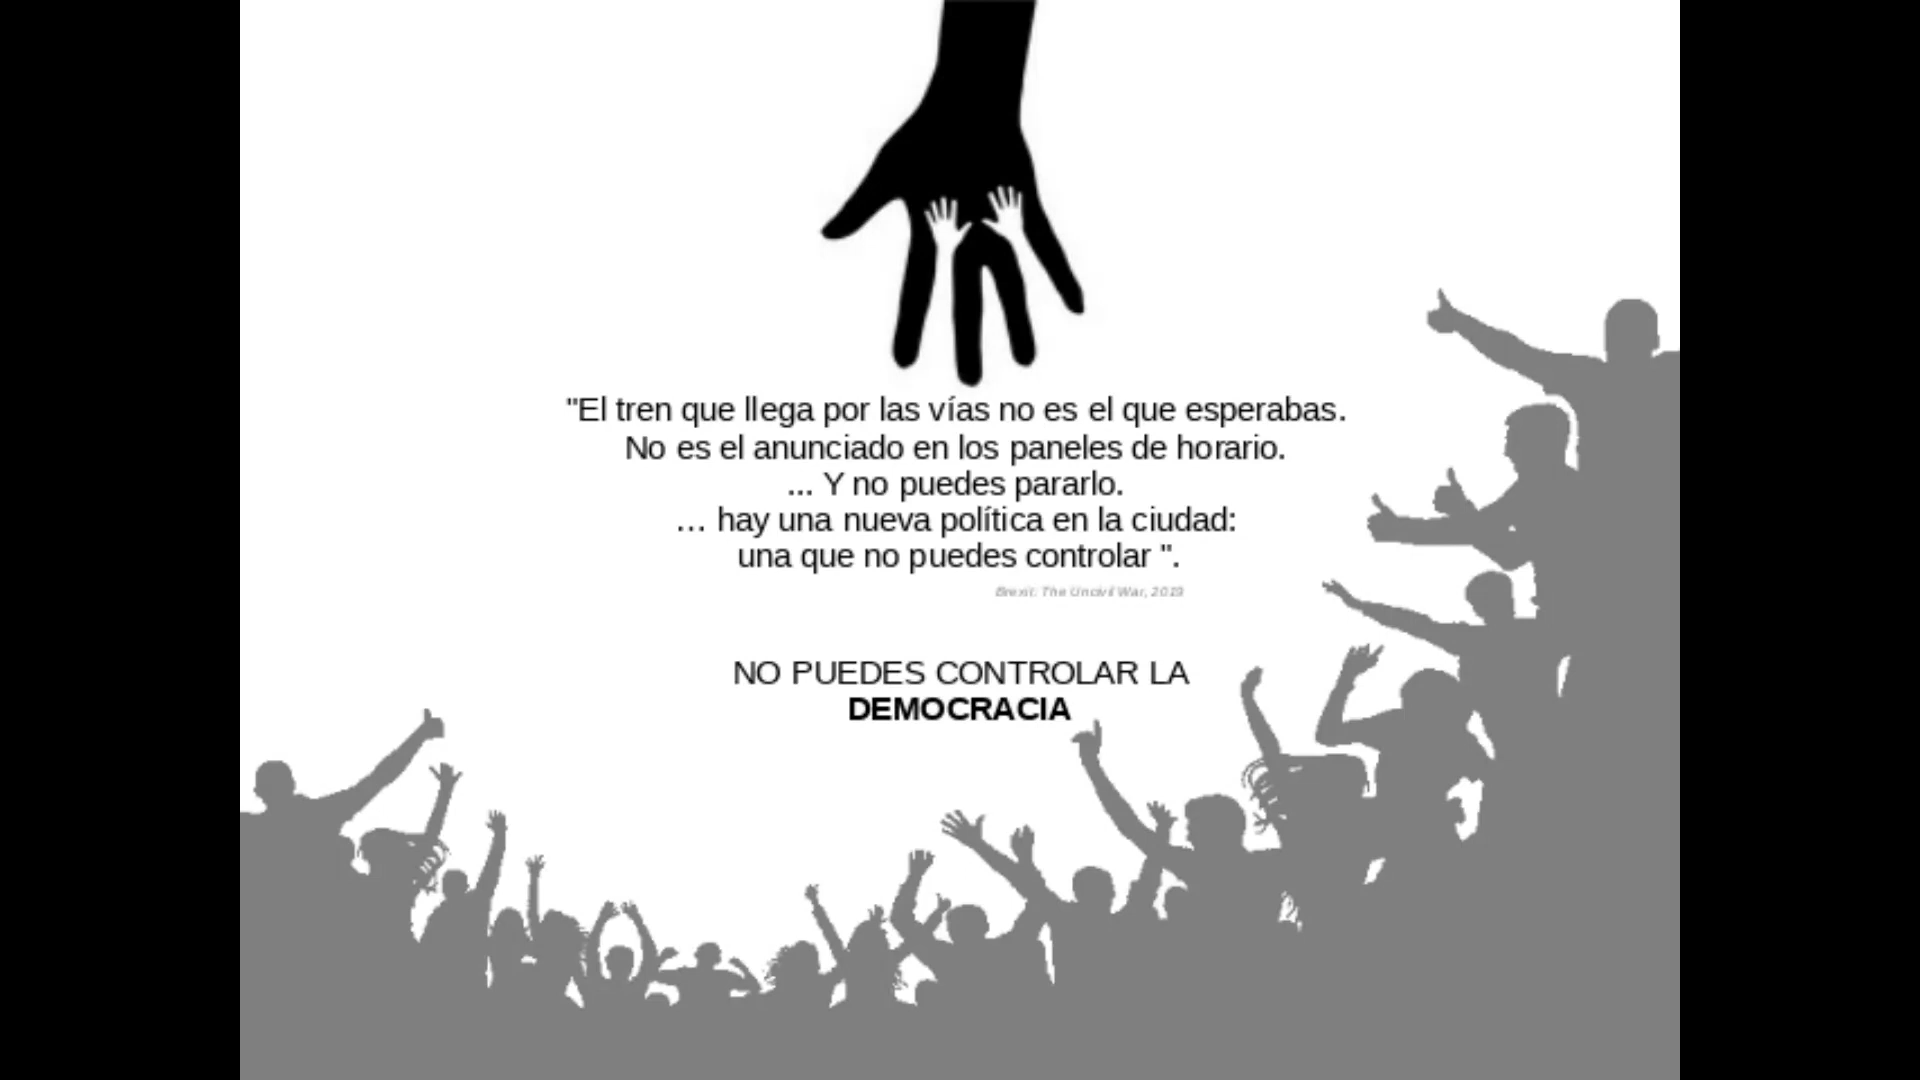 "El tren que llega por las vías no es el que esperabas.
No es el anunciado en los paneles de horario.
... Y no puedes pararlo.
… hay una nueva política en la ciudad:
una que no puedes controlar ".
Brexit: The Uncivil War, 2019
NO PUEDES CONTROLAR LA
DEMOCRACIA